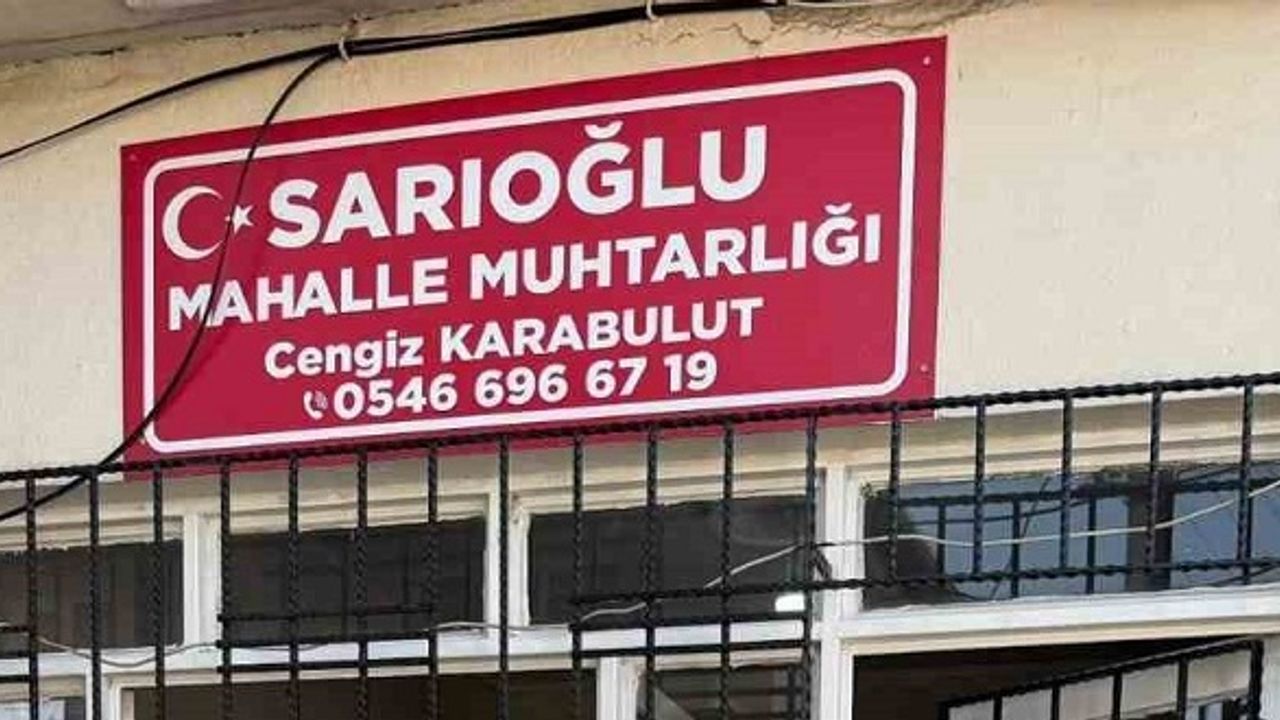 SARIOĞLU
MAHALLE MUHTARLIĞI
Cengiz KARABULUT
0546 696 67 19